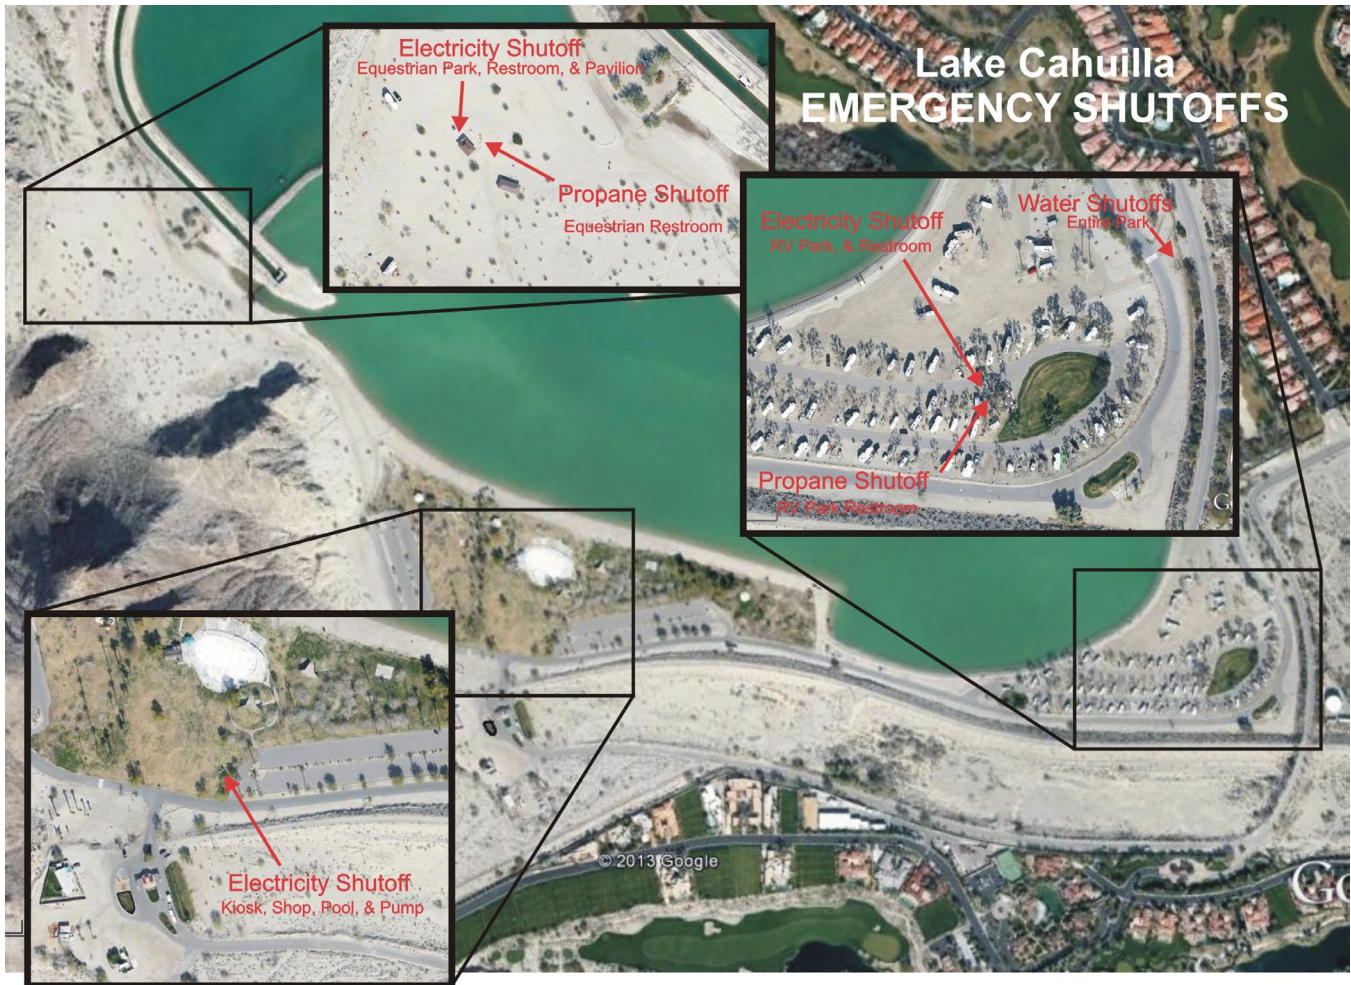 Lake Cahuilla
EMERGENCY SHUTOFFS
Electricity Shutoff
Equestrian Park, Restroom, & Pavilion
Propane Shutoff
Equestrian Restroom
Electricity Shutoff
RV Park, & Restroom
Water Shutoffs
Entire Park
Propane Shutoff
RV Park Restroom
G
Electricity Shutoff
Kiosk, Shop, Pool, & Pump
© 2013 Google
Go